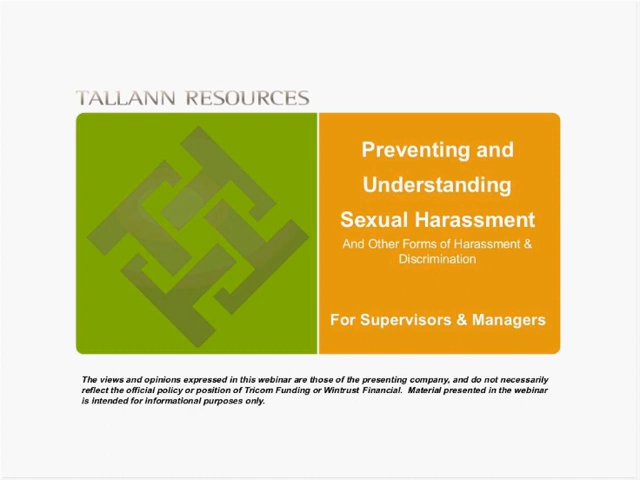 TALLANN RESOURCES
Preventing and
Understanding
Sexual Harassment
And Other Forms of Harassment &
Discrimination
For Supervisors & Managers
The views and opinions expressed in this webinar are those of the presenting company, and do not necessarily
reflect the official policy or position of Tricom Funding or Wintrust Financial. Material presented in the webinar
is intended for informational purposes only.